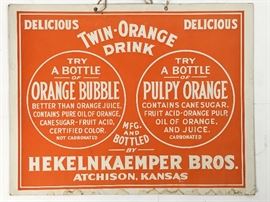 DELICIOUS DELICIOUS
TWIN-ORANGE
DRINK
TRY
A BOTTLE
OF
ORANGE BUBBLE
BETTER THAN ORANGE JUICE,
CONTAINS PURE OIL OF ORANGE,
CANE SUGAR-FRUIT ACID,
CERTIFIED COLOR.
NOT
CARBONATED
TRY
A BOTTLE
OF
PULPY ORANGE
CONTAINS CANE SUGAR,
FRUIT ACID-ORANGE PULP,
OIL OF ORANGE,
AND JUICE.
CARBONATED
MFG.
AND
BOTTLED
BY
HEKELNKAEMPER BROS.
ATCHISON, KANSAS